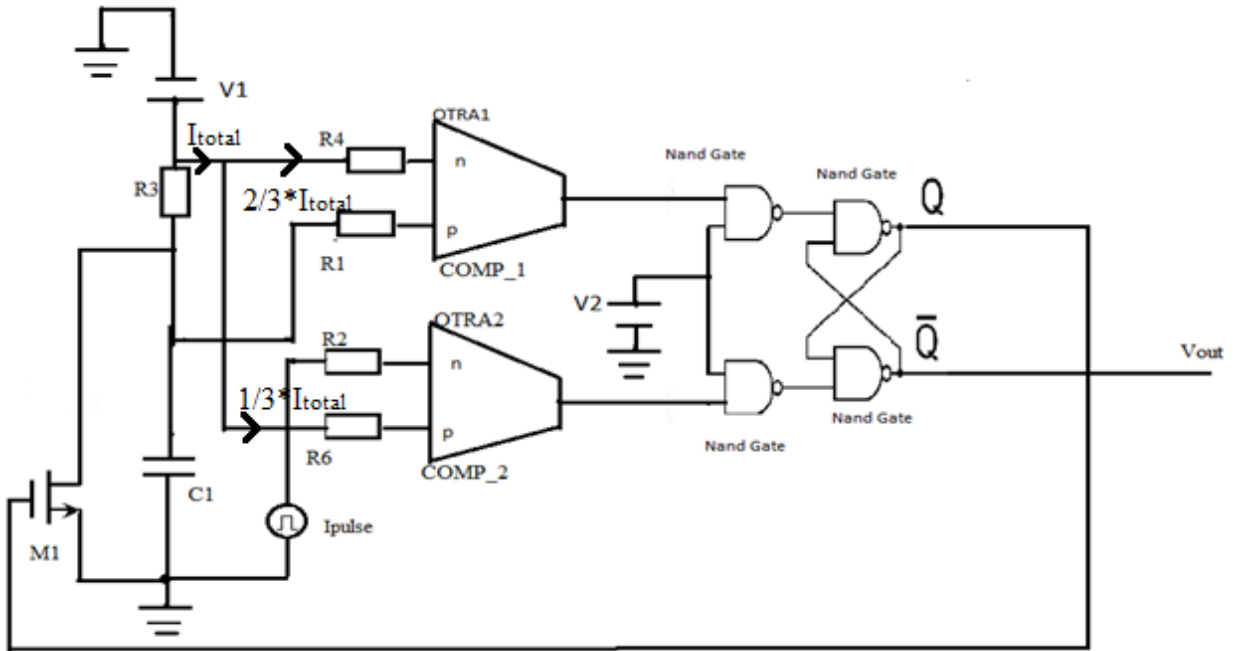 V1
OTRA1
Itotal
R4
n
Nand Gate
Nand Gate
R3
Q
2/3*Itotal
p
R1
COMP_1
V2
OTRA2
R2
Q̅
n
Vout
1/3*Itotal
Nand Gate
p
Nand Gate
R6
COMP_2
C1
Ipulse
M1